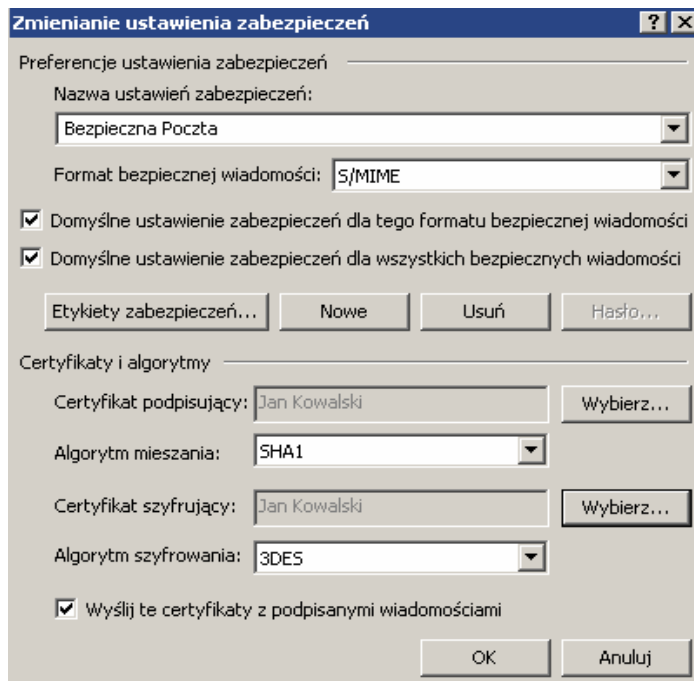 Zmienianie ustawienia zabezpieczeń
Preferencje ustawienia zabezpieczeń
Nazwa ustawień zabezpieczeń:
Bezpieczna Poczta
Format bezpiecznej wiadomości: S/MIME
Domyślne ustawienie zabezpieczeń dla tego formatu bezpiecznej wiadomości
Domyślne ustawienie zabezpieczeń dla wszystkich bezpiecznych wiadomości
Etykiety zabezpieczeń... Nowe Usuń Hasło...
Certyfikaty i algorytmy
Certyfikat podpisujący: Jan Kowalski Wybierz...
Algorytm mieszania: SHA1
Certyfikat szyfrujący: Jan Kowalski Wybierz...
Algorytm szyfrowania: 3DES
Wyślij te certyfikaty z podpisanymi wiadomościami
OK Anuluj